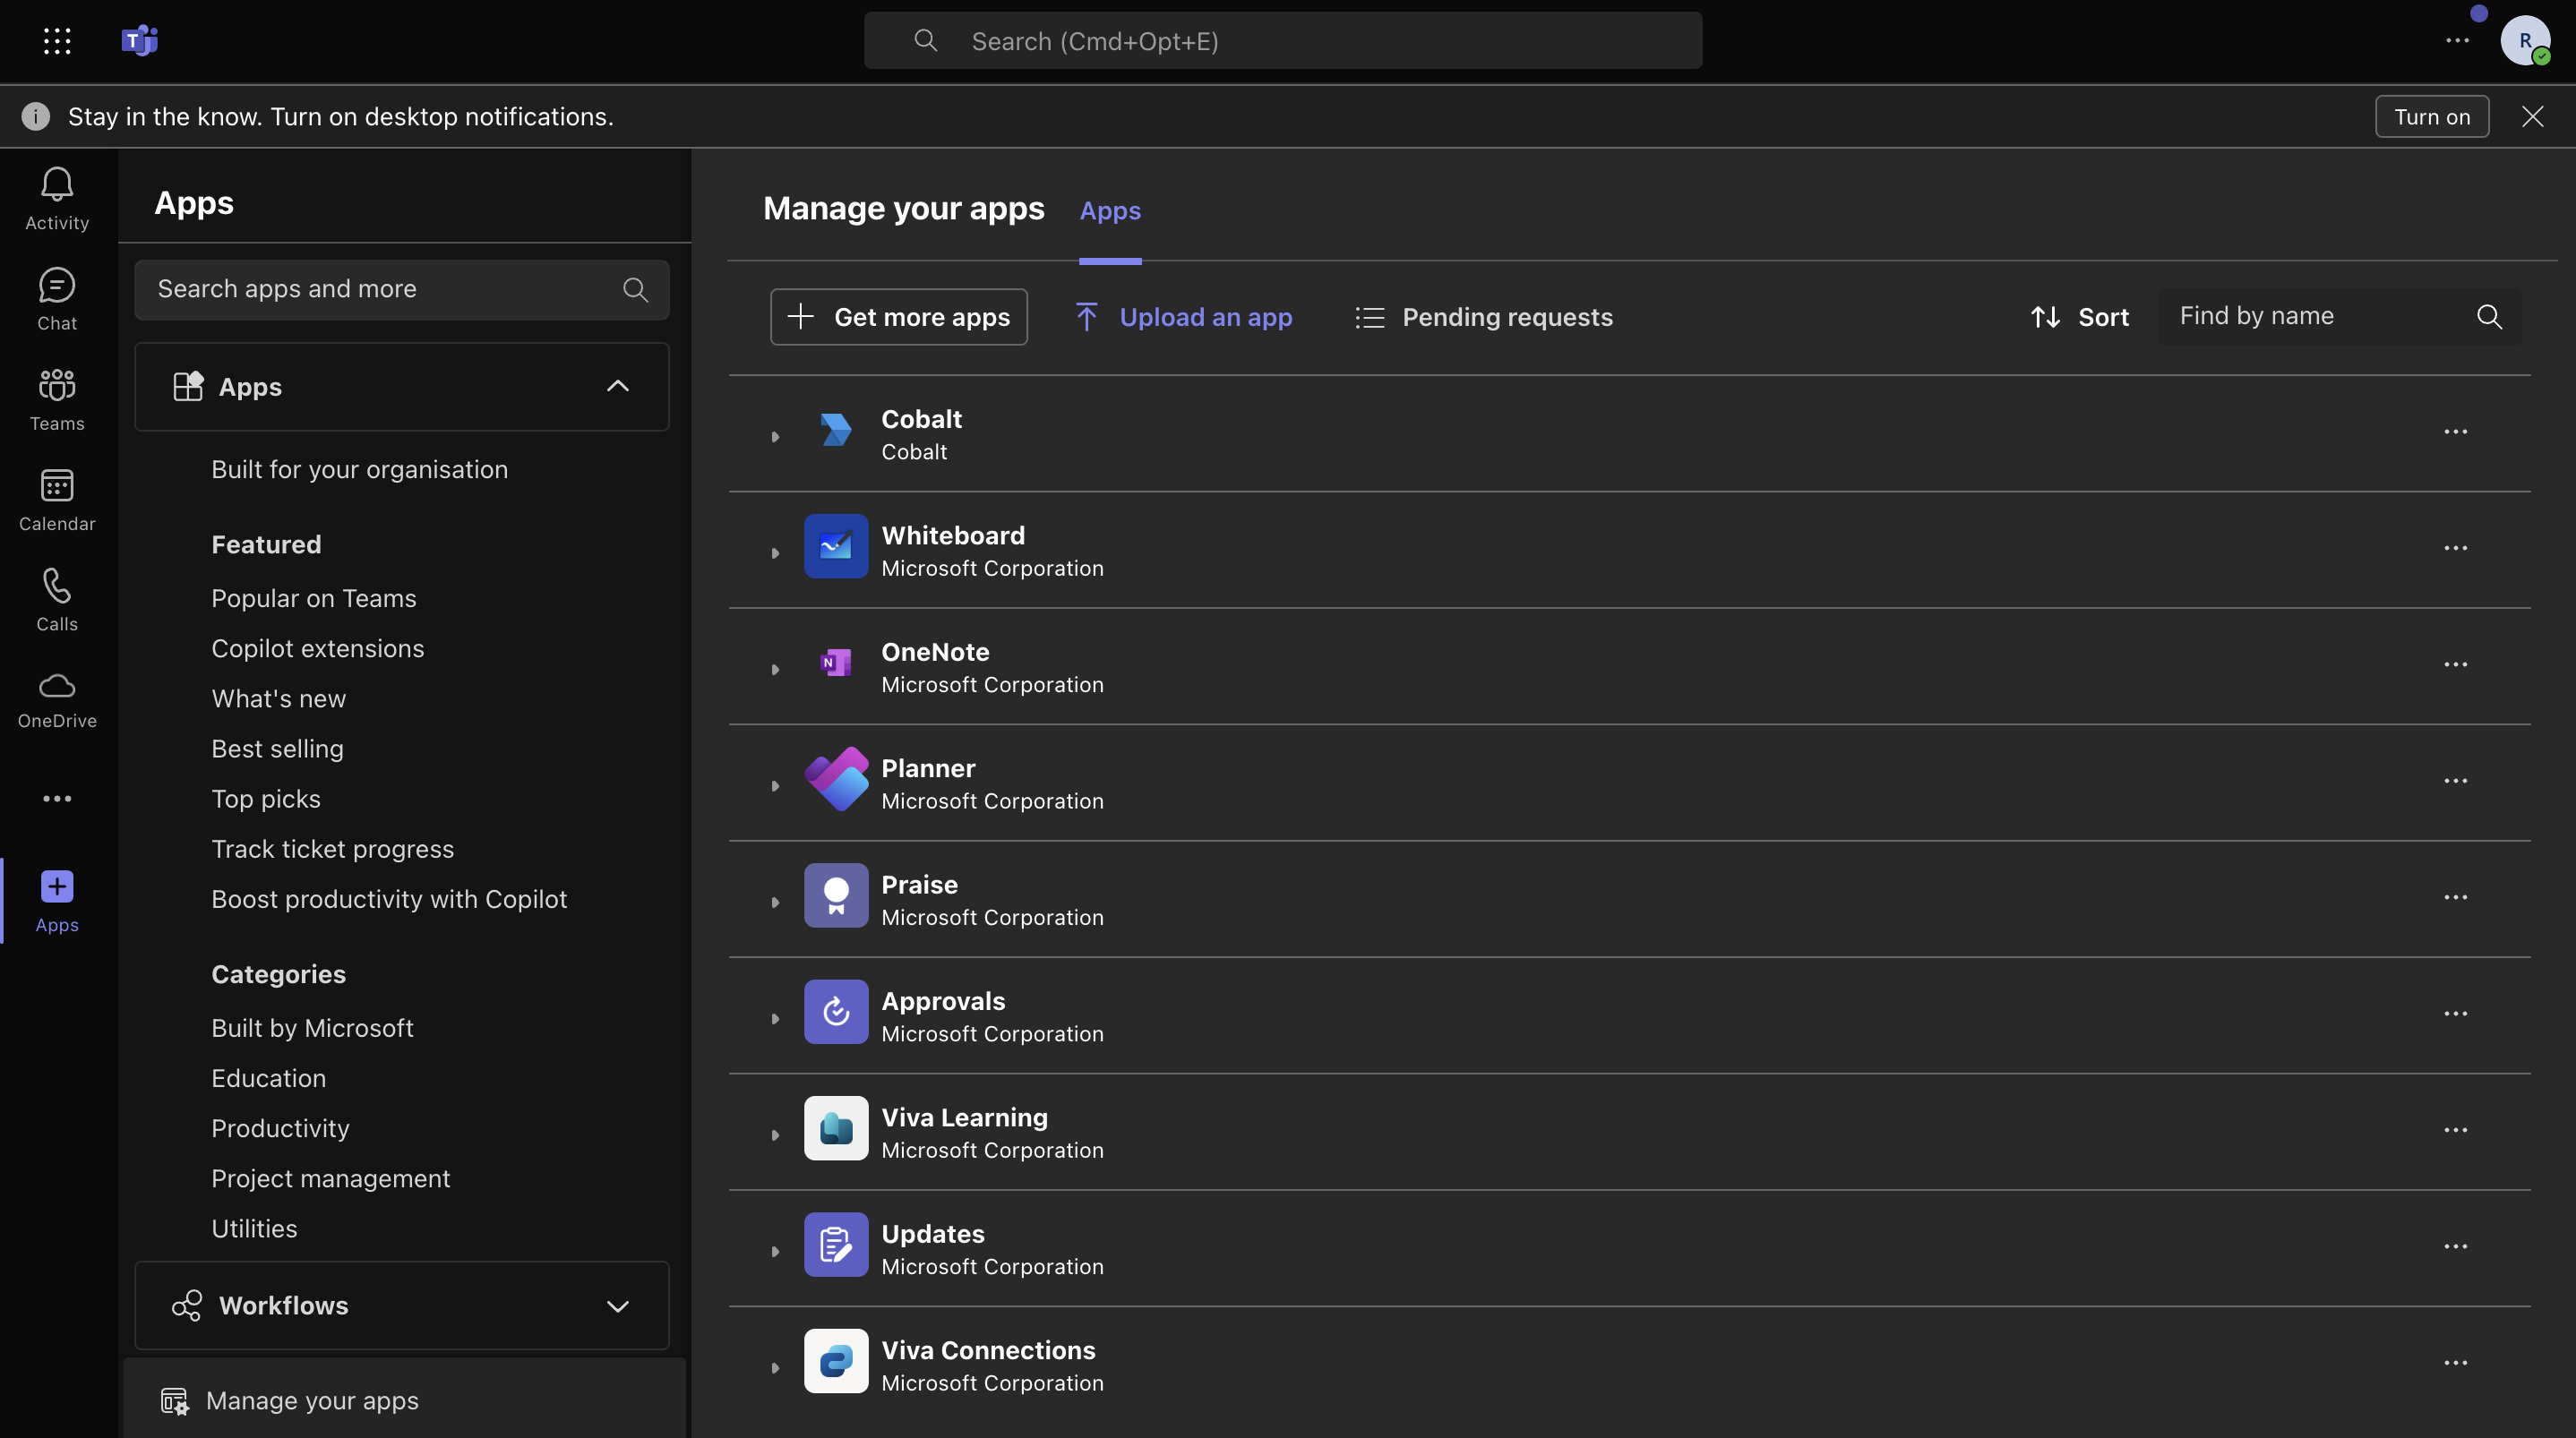 T
Search (Cmd+Opt+E)
R
Stay in the know. Turn on desktop notifications.
Turn on
Activity
Chat
Teams
Calendar
Calls
OneDrive
Apps
Apps
Search apps and more
Apps
Built for your organisation
Featured
Popular on Teams
Copilot extensions
What's new
Best selling
Top picks
Track ticket progress
Boost productivity with Copilot
Categories
Built by Microsoft
Education
Productivity
Project management
Utilities
Workflows
Manage your apps
Manage your apps
Apps
Get more apps
Upload an app
Pending requests
Sort
Find by name
Cobalt
Cobalt
Whiteboard
Microsoft Corporation
N
OneNote
Microsoft Corporation
Planner
Microsoft Corporation
Praise
Microsoft Corporation
Approvals
Microsoft Corporation
Viva Learning
Microsoft Corporation
Updates
Microsoft Corporation
Viva Connections
Microsoft Corporation